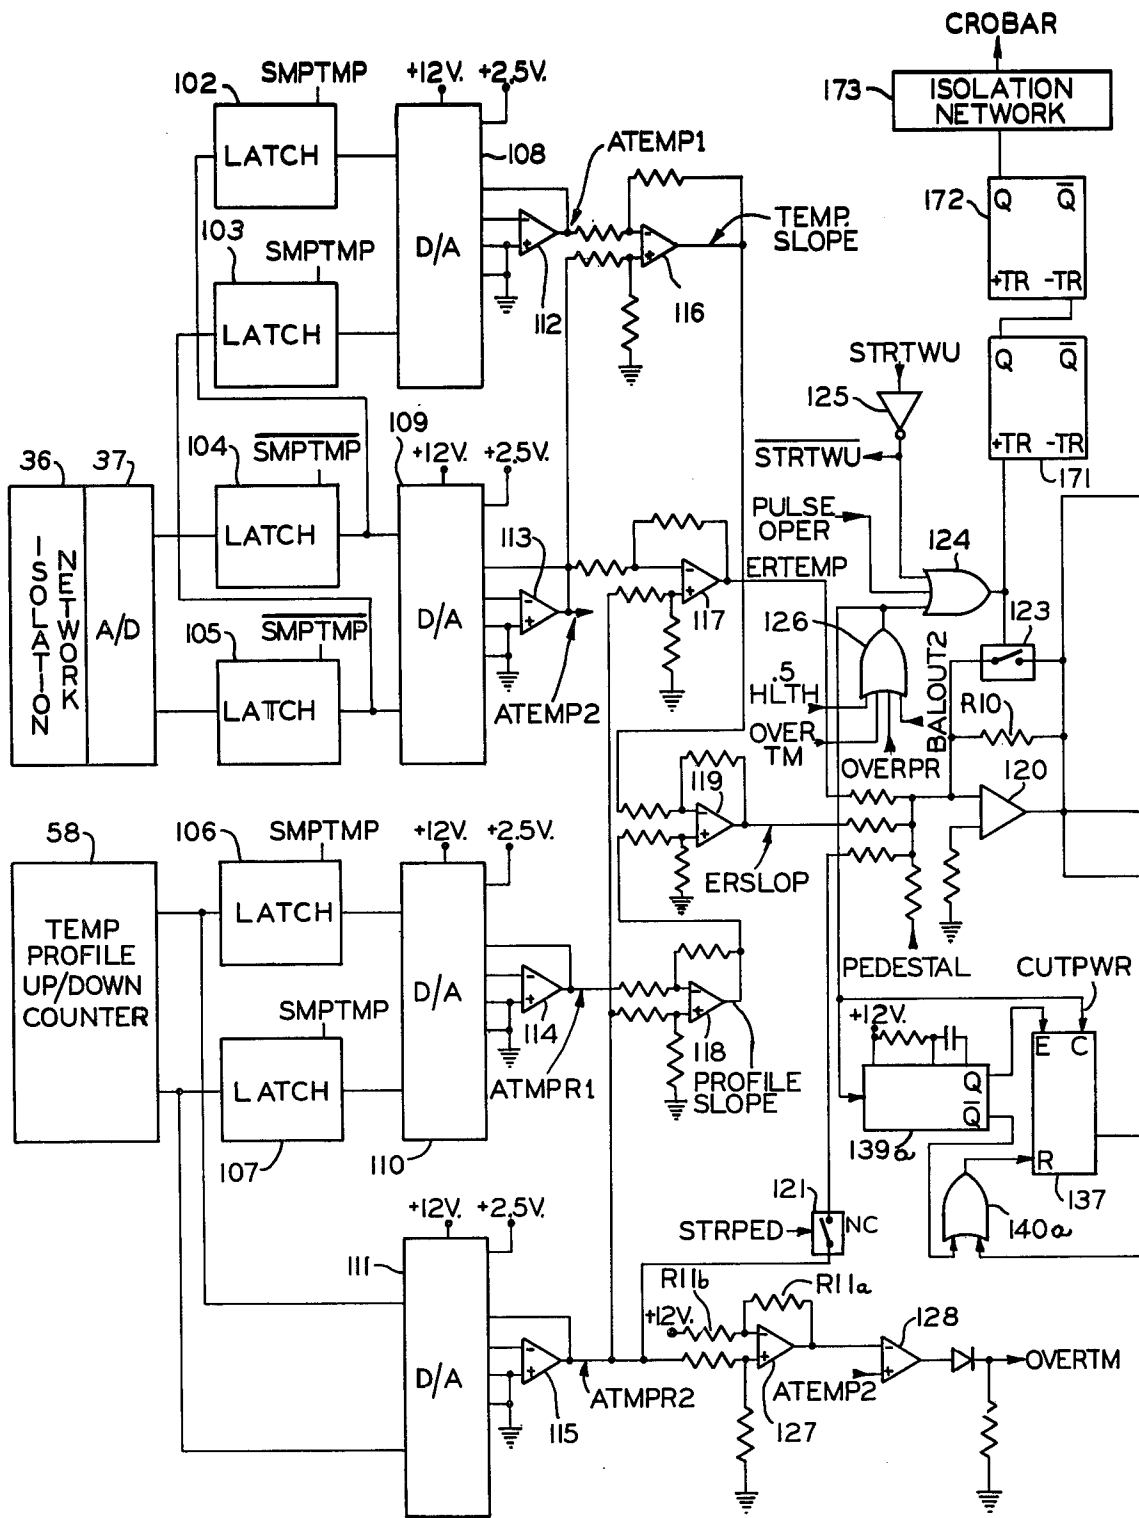 CROBAR
173
ISOLATION
NETWORK
102
SMPTMP
+12V.
+2.5V.
LATCH
108
ATEMP1
172
Q
Q̅
+TR
-TR
103
SMPTMP
D/A
112
-
+
TEMP.
SLOPE
-
+
116
LATCH
STRTWU
125
Q
Q̅
+TR
-TR
171
36
37
104
S̅M̅P̅T̅M̅P̅
109
+12V.
+2.5V.
S̅T̅R̅T̅W̅U̅
ISOLATION
NETWORK
A/D
LATCH
113
-
+
PULSE
OPER
124
ERTEMP
-
+
117
123
D/A
105
S̅M̅P̅T̅M̅P̅
LATCH
126
.5
HLTH
BALOUT2
R10
ATEMP2
OVER
TM
OVERPR
119
-
+
120
58
106
SMPTMP
+12V.
+2.5V.
ERSLOP
LATCH
TEMP
PROFILE
UP/DOWN
COUNTER
PEDESTAL
CUTPWR
D/A
-
+
114
SMPTMP
LATCH
107
110
ATMPR1
-
+
118
PROFILE
SLOPE
+12V.
Q
Q̅
139a
E
C
R
137
140a
121
NC
STRPED
+12V.
+2.5V.
111
R11b
R11a
+12V.
-
+
127
128
-
+
OVERTM
ATEMP2
D/A
-
+
115
ATMPR2